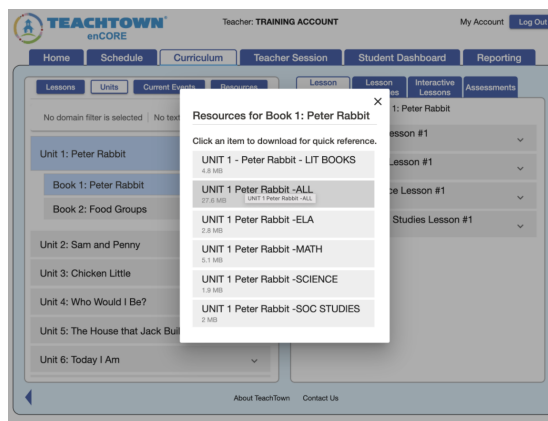 TEACHTOWN®
enCORE
Teacher: TRAINING ACCOUNT
My Account
Log Out
Home
Schedule
Curriculum
Teacher Session
Student Dashboard
Reporting
Lessons
Units
Current Events
Resources
Lesson
Lesson
Interactive
Lessons
Assessments
No domain filter is selected
No text
1: Peter Rabbit
Unit 1: Peter Rabbit
Book 1: Peter Rabbit
Book 2: Food Groups
Unit 2: Sam and Penny
Unit 3: Chicken Little
Unit 4: Who Would I Be?
Unit 5: The House that Jack Buil
Unit 6: Today I Am
Resources for Book 1: Peter Rabbit
Click an item to download for quick reference.
UNIT 1 - Peter Rabbit - LIT BOOKS
4.8 MB
UNIT 1 Peter Rabbit -ALL
27.6 MB
UNIT 1 Peter Rabbit -ALL
UNIT 1 Peter Rabbit -ELA
2.8 MB
UNIT 1 Peter Rabbit -MATH
5.1 MB
UNIT 1 Peter Rabbit -SCIENCE
1.9 MB
UNIT 1 Peter Rabbit -SOC STUDIES
2 MB
esson #1
Lesson #1
ce Lesson #1
Studies Lesson #1
About TeachTown
Contact Us